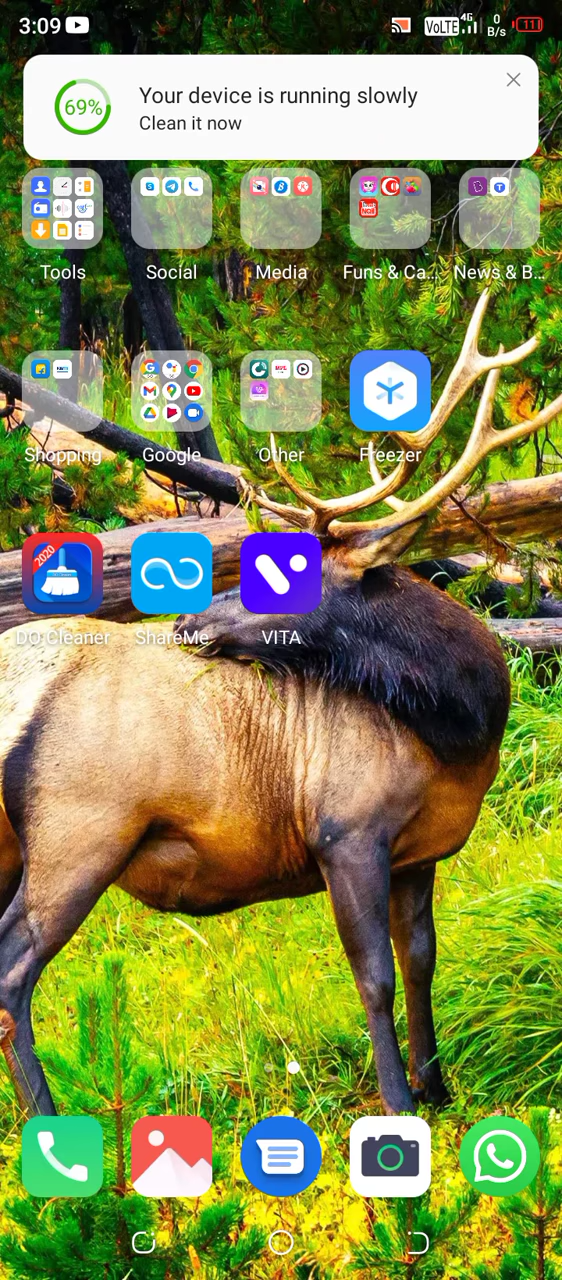 3:09
VoLTE 4G 0 B/s 11
69% Your device is running slowly
Clean it now
Tools Social Media Funs & Ca... News & B...
Shopping Google Other Freezer
2020
DO Cleaner ShareMe VITA